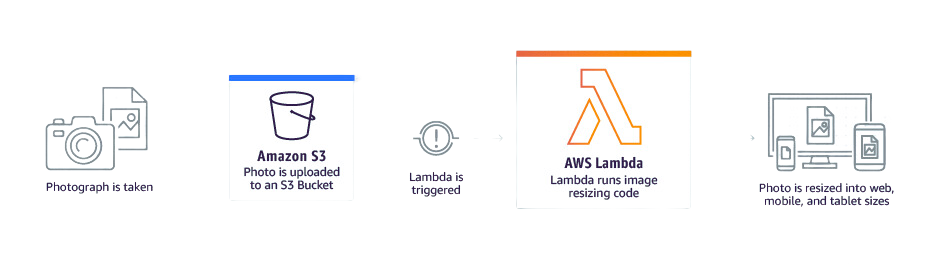 Photograph is taken
Amazon S3
Photo is uploaded
to an S3 Bucket
Lambda is
triggered
AWS Lambda
Lambda runs image
resizing code
Photo is resized into web,
mobile, and tablet sizes